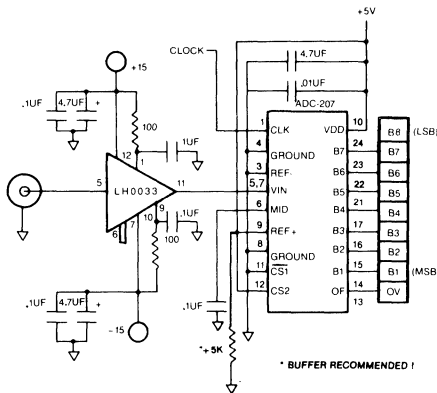 +5V
CLOCK
4.7UF
+15
.01UF
.1UF 4.7UF +
ADC-207
100
1 CLK VDD 10
B8 (LSB)
.1UF
4 GROUND B7 24
B7
12 1
3 REF- B6 23
B6
5 LH0033 11
5,7 VIN B5 22
B5
6 MID B4 21
B4
9
10 .1UF
9 REF+ B3 17
B3
6 7 100
8 GROUND B2 16
B2
11 CS1 B1 15
B1 (MSB)
12 CS2 OF 14
OV
13
.1UF 4.7UF +
.1UF
-15
*+5K
* BUFFER RECOMMENDED !